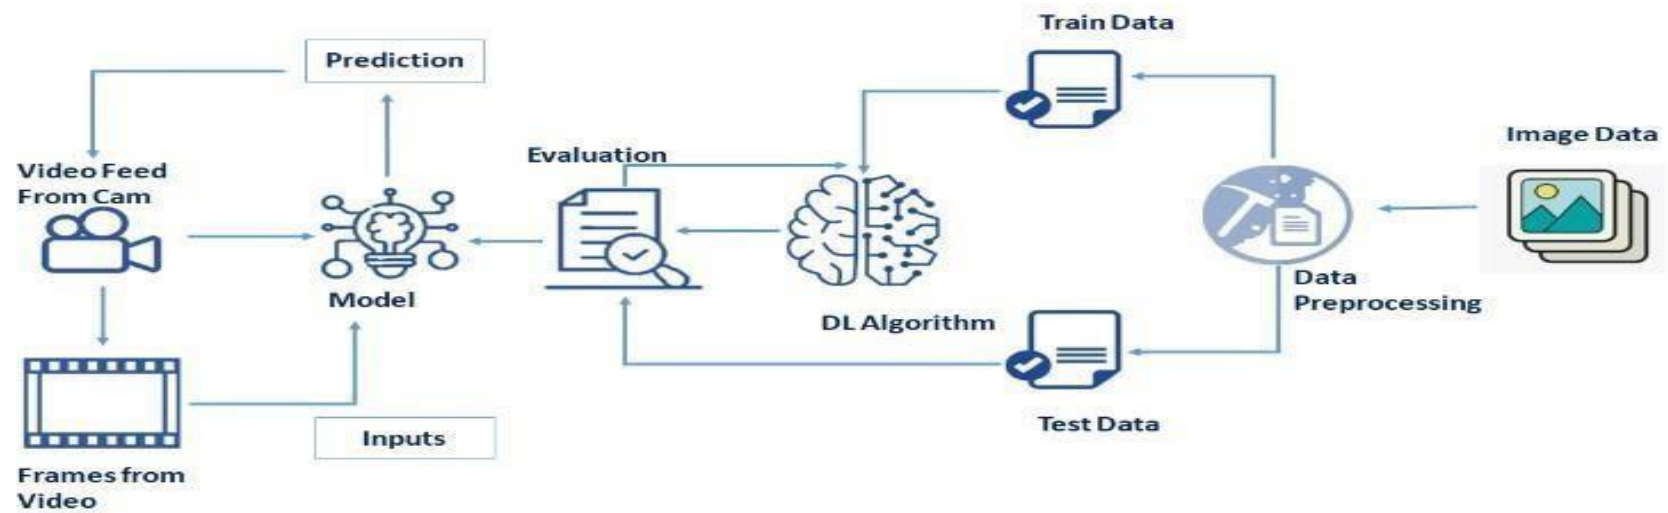 Train Data
Prediction
Image Data
Evaluation
Video Feed
From Cam
Data
Preprocessing
Model
DL Algorithm
Test Data
Inputs
Frames from
Video